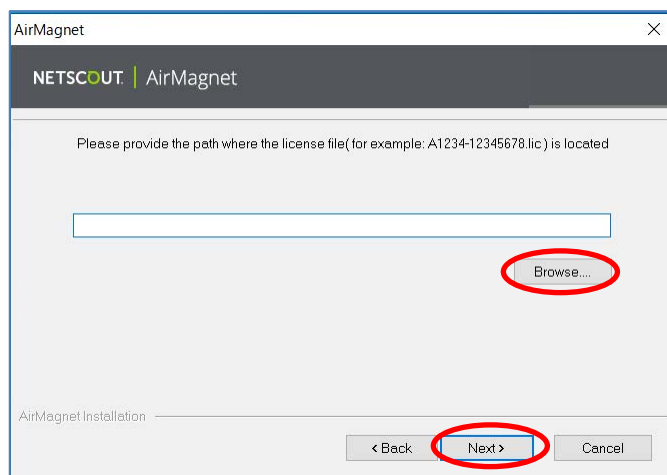 AirMagnet
NETSCOUT. | AirMagnet
Please provide the path where the license file( for example: A1234-12345678.lic ) is located
Browse....
AirMagnet Installation
< Back Next > Cancel